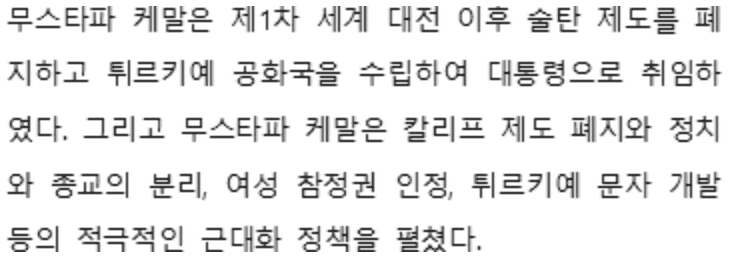 무스타파 케말은 제1차 세계 대전 이후 술탄 제도를 폐
지하고 튀르키예 공화국을 수립하여 대통령으로 취임하
였다. 그리고 무스타파 케말은 칼리프 제도 폐지와 정치
와 종교의 분리, 여성 참정권 인정, 튀르키예 문자 개발
등의 적극적인 근대화 정책을 펼쳤다.